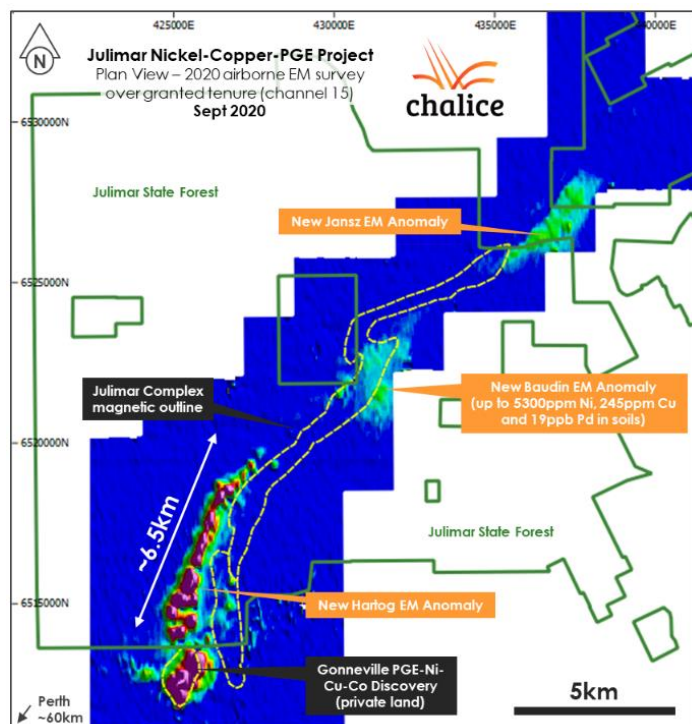 425000E
430000E
435000E
N
Julimar Nickel-Copper-PGE Project
Plan View – 2020 airborne EM survey
over granted tenure (channel 15)
Sept 2020
chalice
6530000N
Julimar State Forest
New Jansz EM Anomaly
6525000N
Julimar Complex
magnetic outline
New Baudin EM Anomaly
(up to 5300ppm Ni, 245ppm Cu
and 19ppb Pd in soils)
6520000N
~6.5km
Julimar State Forest
6515000N
New Hartog EM Anomaly
Gonneville PGE-Ni-
Cu-Co Discovery
(private land)
Perth
~60km
5km